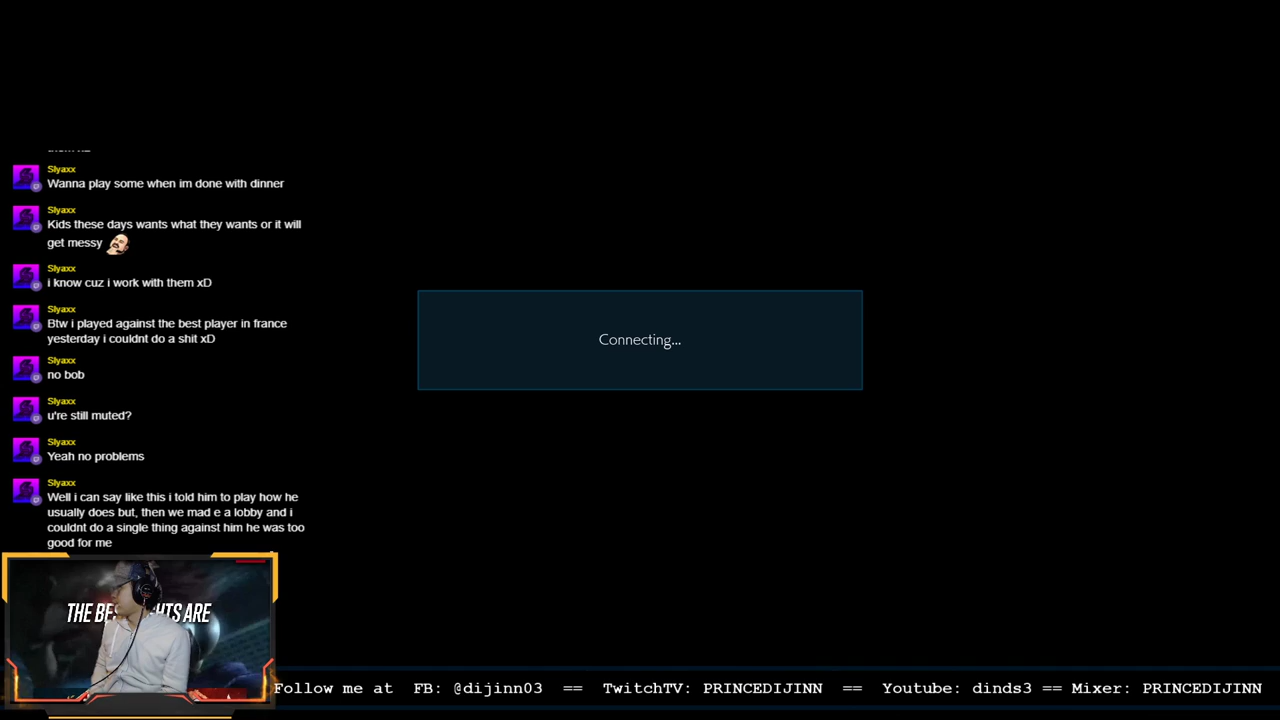 Slyaxx
Wanna play some when im done with dinner
Slyaxx
Kids these days wants what they wants or it will
get messy
Slyaxx
i know cuz i work with them xD
Slyaxx
Btw i played against the best player in france
yesterday i couldnt do a shit xD
Slyaxx
no bob
Slyaxx
u're still muted?
Slyaxx
Yeah no problems
Slyaxx
Well i can say like this i told him to play how he
usually does but, then we mad e a lobby and i
couldnt do a single thing against him he was too
good for me
Connecting...
THE ARE
Follow me at FB: @dijinn03 == TwitchTV: PRINCEDIJINN == Youtube: dinds3 == Mixer: PRINCEDIJINN